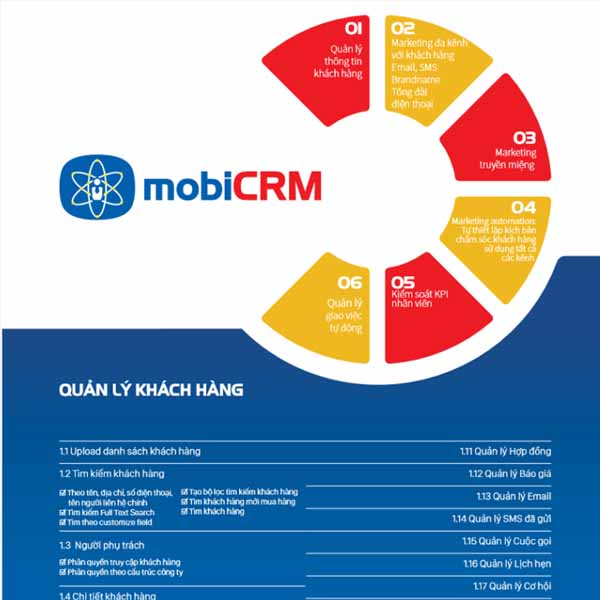 01
Quản lý
thông tin
khách hàng
02
Marketing đa kênh
với khách hàng
Email, SMS
Brandname
Tổng đài
điện thoại
03
Marketing
truyền miệng
04
Marketing automation:
Tự thiết lập kịch bản
chăm sóc khách hàng
sử dụng tất cả
các kênh
05
Kiểm soát KPI
nhân viên
06
Quản lý
giao việc
tự động
mobiCRM
QUẢN LÝ KHÁCH HÀNG
1.1 Upload danh sách khách hàng
1.2 Tìm kiếm khách hàng
Theo tên, địa chỉ, số điện thoại,
tên người liên hệ chính
Tìm kiếm Full Text Search
Tìm theo customize field
Tạo bộ lọc tìm kiếm khách hàng
Tìm khách hàng mới mua hàng
Tìm khách hàng
1.3 Người phụ trách
Phân quyền truy cập khách hàng
Phân quyền theo cấu trúc công ty
1.4 Chi tiết khách hàng
1.11 Quản lý Hợp đồng
1.12 Quản lý Báo giá
1.13 Quản lý Email
1.14 Quản lý SMS đã gửi
1.15 Quản lý Cuộc gọi
1.16 Quản lý Lịch hẹn
1.17 Quản lý Cơ hội